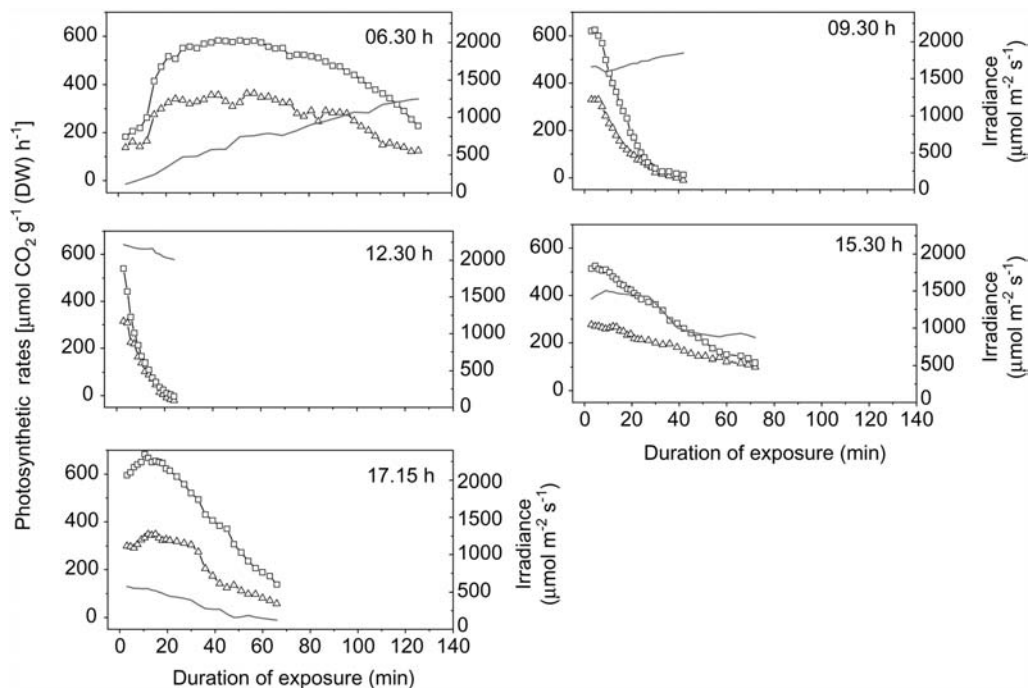 Photosynthetic rates [μmol CO₂ g⁻¹ (DW) h⁻¹]
06.30 h
600
400
200
0
2000
1500
1000
500
0
Irradiance
(μmol m⁻² s⁻¹)
09.30 h
600
400
200
0
2000
1500
1000
500
0
Irradiance
(μmol m⁻² s⁻¹)
12.30 h
600
400
200
0
2000
1500
1000
500
0
15.30 h
600
400
200
0
2000
1500
1000
500
0
Irradiance
(μmol m⁻² s⁻¹)
0 20 40 60 80 100 120 140
Duration of exposure (min)
17.15 h
600
400
200
0
2000
1500
1000
500
0
Irradiance
(μmol m⁻² s⁻¹)
0 20 40 60 80 100 120 140
Duration of exposure (min)